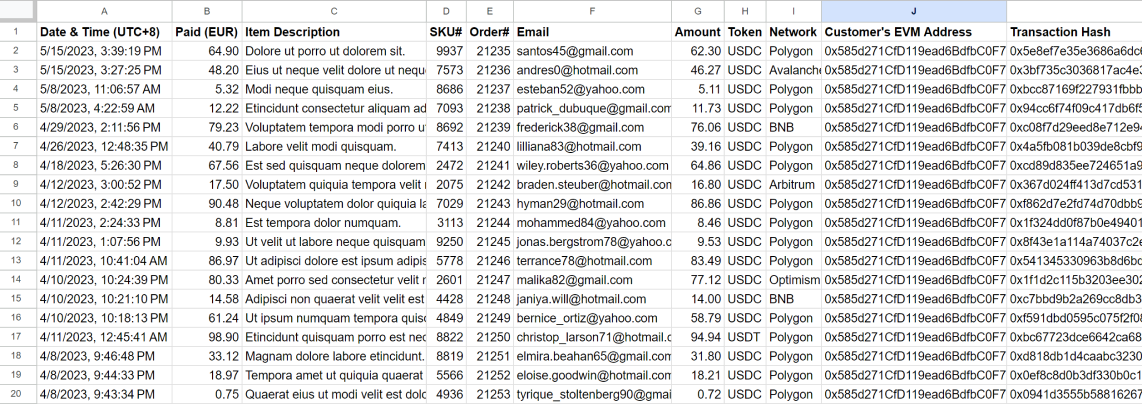 A B C D E F G H I J
1 Date & Time (UTC+8) Paid (EUR) Item Description SKU# Order# Email Amount Token Network Customer's EVM Address Transaction Hash
2 5/15/2023, 3:39:19 PM 64.90 Dolore ut porro ut dolorem sit. 9937 21235 santos45@gmail.com 62.30 USDC Polygon 0x585d271CfD119ead6BdfbC0F7 0x5e8ef7e35e3686a6dc
3 5/15/2023, 3:27:25 PM 48.20 Eius ut neque velit dolore ut nequ 7573 21236 andres0@hotmail.com 46.27 USDC Avalanche 0x585d271CfD119ead6BdfbC0F7 0x3bf735c3036817ac4e3
4 5/8/2023, 11:06:57 AM 5.32 Modi neque quisquam eius. 8686 21237 esteban52@yahoo.com 5.11 USDC Polygon 0x585d271CfD119ead6BdfbC0F7 0xbcc87169f227931fbbb
5 5/8/2023, 4:22:59 AM 12.22 Etincidunt consectetur aliquam ad 7093 21238 patrick_dubuque@gmail.com 11.73 USDC Polygon 0x585d271CfD119ead6BdfbC0F7 0x94cc6f74f09c417db6f5
6 4/29/2023, 2:11:56 PM 79.23 Voluptatem tempora modi porro ut 8692 21239 frederick38@gmail.com 76.06 USDC BNB 0x585d271CfD119ead6BdfbC0F7 0xc08f7d29eed8e712e9
7 4/26/2023, 12:48:35 PM 40.79 Labore velit modi quisquam. 7413 21240 lilliana83@hotmail.com 39.16 USDC Polygon 0x585d271CfD119ead6BdfbC0F7 0x4a5fb081b039de8cbf9
8 4/18/2023, 5:26:30 PM 67.56 Est sed quisquam neque dolorem 2472 21241 wiley.roberts36@yahoo.com 64.86 USDC Polygon 0x585d271CfD119ead6BdfbC0F7 0xcd89d835ee724651a9
9 4/12/2023, 3:00:52 PM 17.50 Voluptatem quiquia tempora velit r 2075 21242 braden.steuber@hotmail.com 16.80 USDC Arbitrum 0x585d271CfD119ead6BdfbC0F7 0x367d024ff413d7cd531
10 4/12/2023, 2:42:29 PM 90.48 Neque voluptatem dolor quiquia la 7029 21243 hyman29@hotmail.com 86.86 USDC Polygon 0x585d271CfD119ead6BdfbC0F7 0xf862d7e2fd74d70dbb9
11 4/11/2023, 2:24:33 PM 8.81 Est tempora dolor numquam. 3113 21244 mohammed84@yahoo.com 8.46 USDC Polygon 0x585d271CfD119ead6BdfbC0F7 0x1f324dd0f87b0e49401
12 4/11/2023, 1:07:56 PM 9.93 Ut velit ut labore neque quisquam 9250 21245 jonas.bergstrom78@yahoo.c 9.53 USDC Polygon 0x585d271CfD119ead6BdfbC0F7 0x8f43e1a114a74037c2
13 4/11/2023, 10:41:04 AM 86.97 Ut adipisci dolore est ipsum adipis 5778 21246 terrance78@hotmail.com 83.49 USDC Polygon 0x585d271CfD119ead6BdfbC0F7 0x541345330963b8d6bc
14 4/10/2023, 10:24:39 PM 80.33 Amet porro sed consectetur velit r 2601 21247 malika82@gmail.com 77.12 USDC Optimism 0x585d271CfD119ead6BdfbC0F7 0x1f1d2c115b3203ee302
15 4/10/2023, 10:21:10 PM 14.58 Adipisci non quaerat velit velit est 4428 21248 janiya.will@hotmail.com 14.00 USDC BNB 0x585d271CfD119ead6BdfbC0F7 0xc7bbd9b2a269cc8db3
16 4/10/2023, 10:18:13 PM 61.24 Ut ipsum numquam tempora quis 4849 21249 bernice_ortiz@yahoo.com 58.79 USDC Polygon 0x585d271CfD119ead6BdfbC0F7 0xf591dbd0595c075f2f0
17 4/11/2023, 12:45:41 AM 98.90 Etincidunt quisquam porro est nec 8822 21250 christop_larson71@hotmail.c 94.94 USDT Polygon 0x585d271CfD119ead6BdfbC0F7 0xbc67723dce6642ca68
18 4/8/2023, 9:46:48 PM 33.12 Magnam dolore labore etincidunt. 8819 21251 elmira.beahan65@gmail.com 31.80 USDC Polygon 0x585d271CfD119ead6BdfbC0F7 0xd818db1d4caabc3230
19 4/8/2023, 9:44:33 PM 18.97 Tempora amet ut quiquia quaerat 5566 21252 eloise.goodwin@hotmail.com 18.21 USDC Polygon 0x585d271CfD119ead6BdfbC0F7 0x0ef8c8d0b3df330b0c1
20 4/8/2023, 9:43:34 PM 0.75 Quaerat eius ut modi velit est dolo 4936 21253 tyrique_stoltenberg90@gmai 0.72 USDC Polygon 0x585d271CfD119ead6BdfbC0F7 0x0941d3555b58816267